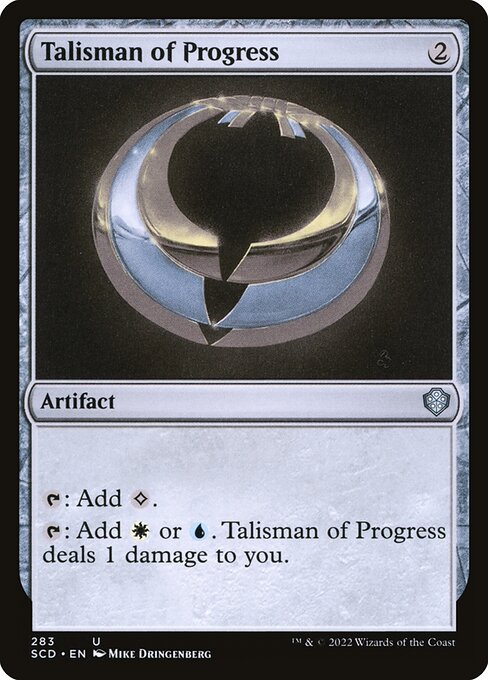 Talisman of Progress 2
Artifact
: Add .
: Add or . Talisman of Progress
deals 1 damage to you.
283 U
™ & © 2022 Wizards of the Coast
SCD • EN Mike Dringenberg